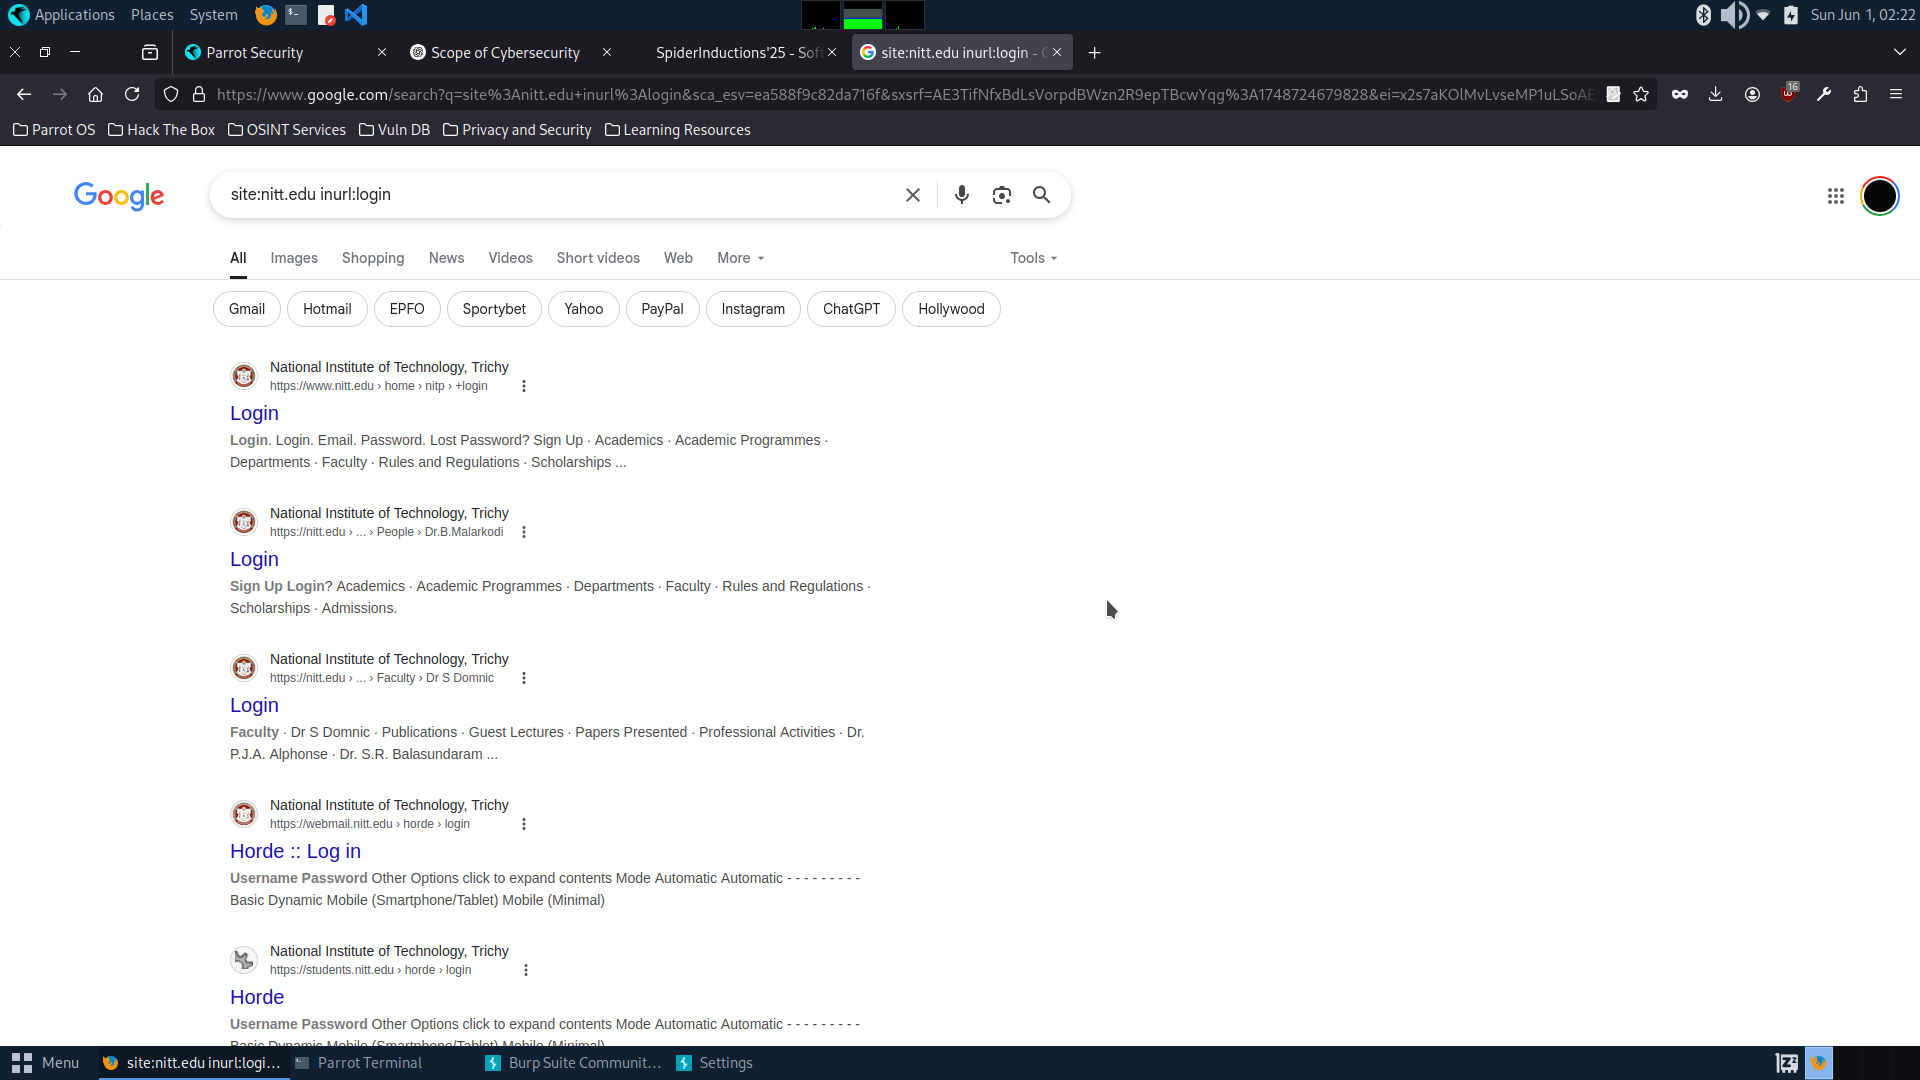 Applications Places System
Sun Jun 1, 02:22
Parrot Security
Scope of Cybersecurity
SpiderInductions'25 - Soft
site:nitt.edu inurl:login - G
https://www.google.com/search?q=site%3Anitt.edu+inurl%3Alogin&sca_esv=ea588f9c82da716f&sxsrf=AE3TifNfxBdLsVorpdBWzn2R9epTBcwYqg%3A1748724679828&ei=x2s7aKOlMvLvseMP1uLSoAE
16
Parrot OS Hack The Box OSINT Services Vuln DB Privacy and Security Learning Resources
Google
site:nitt.edu inurl:login
All Images Shopping News Videos Short videos Web More Tools
Gmail Hotmail EPFO Sportybet Yahoo PayPal Instagram ChatGPT Hollywood
National Institute of Technology, Trichy
https://www.nitt.edu › home › nitp › +login
Login
Login. Login. Email. Password. Lost Password? Sign Up · Academics · Academic Programmes ·
Departments · Faculty · Rules and Regulations · Scholarships ...
National Institute of Technology, Trichy
https://nitt.edu › ... › People › Dr.B.Malarkodi
Login
Sign Up Login? Academics · Academic Programmes · Departments · Faculty · Rules and Regulations ·
Scholarships · Admissions.
National Institute of Technology, Trichy
https://nitt.edu › ... › Faculty › Dr S Domnic
Login
Faculty · Dr S Domnic · Publications · Guest Lectures · Papers Presented · Professional Activities · Dr.
P.J.A. Alphonse · Dr. S.R. Balasundaram ...
National Institute of Technology, Trichy
https://webmail.nitt.edu › horde › login
Horde :: Log in
Username Password Other Options click to expand contents Mode Automatic Automatic - - - - - - - - -
Basic Dynamic Mobile (Smartphone/Tablet) Mobile (Minimal)
National Institute of Technology, Trichy
https://students.nitt.edu › horde › login
Horde
Username Password Other Options click to expand contents Mode Automatic Automatic - - - - - - - - -
Basic Dynamic Mobile (Smartphone/Tablet) Mobile (Minimal)
Menu
site:nitt.edu inurl:logi...
Parrot Terminal
Burp Suite Communit...
Settings